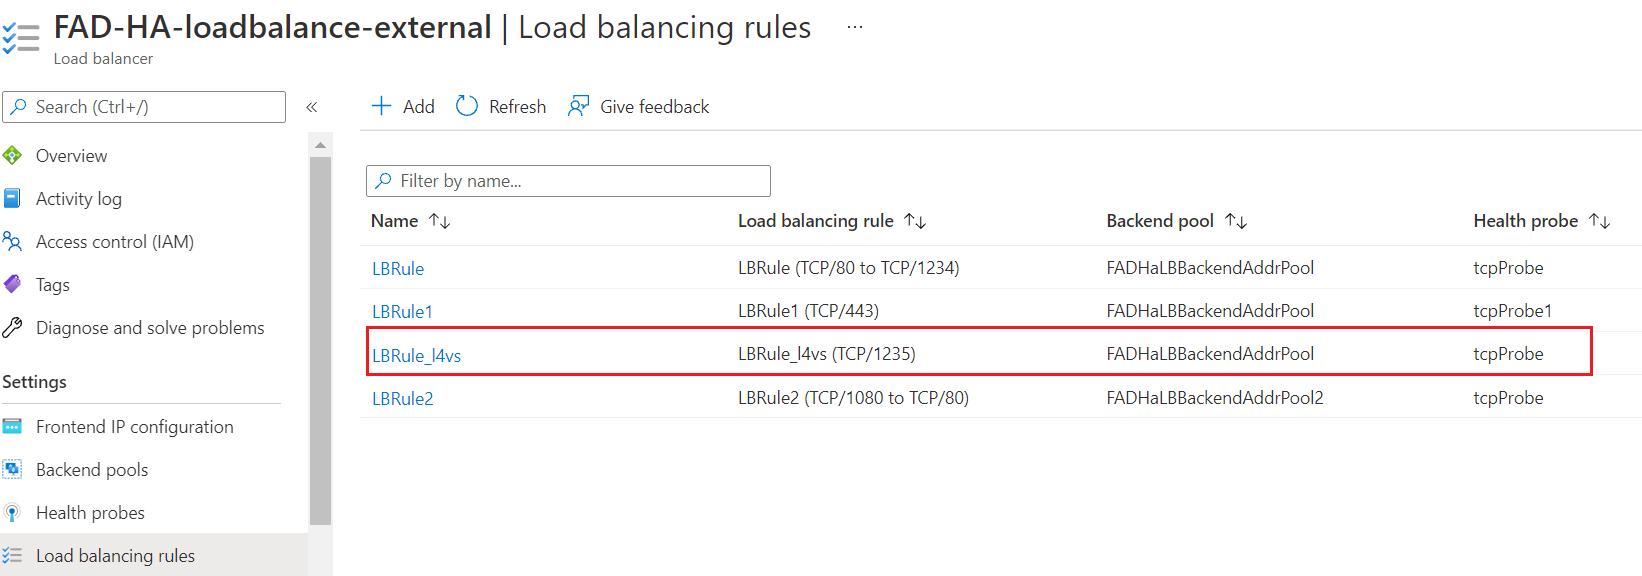 FAD-HA-loadbalance-external | Load balancing rules ...
Load balancer
Search (Ctrl+/) «
Overview
Activity log
Access control (IAM)
Tags
Diagnose and solve problems
Settings
Frontend IP configuration
Backend pools
Health probes
Load balancing rules
Add Refresh Give feedback
Filter by name...
Name ↑↓ Load balancing rule ↑↓ Backend pool ↑↓ Health probe ↑↓
LBRule LBRule (TCP/80 to TCP/1234) FADHaLBBackendAddrPool tcpProbe
LBRule1 LBRule1 (TCP/443) FADHaLBBackendAddrPool tcpProbe1
LBRule_l4vs LBRule_l4vs (TCP/1235) FADHaLBBackendAddrPool tcpProbe
LBRule2 LBRule2 (TCP/1080 to TCP/80) FADHaLBBackendAddrPool2 tcpProbe